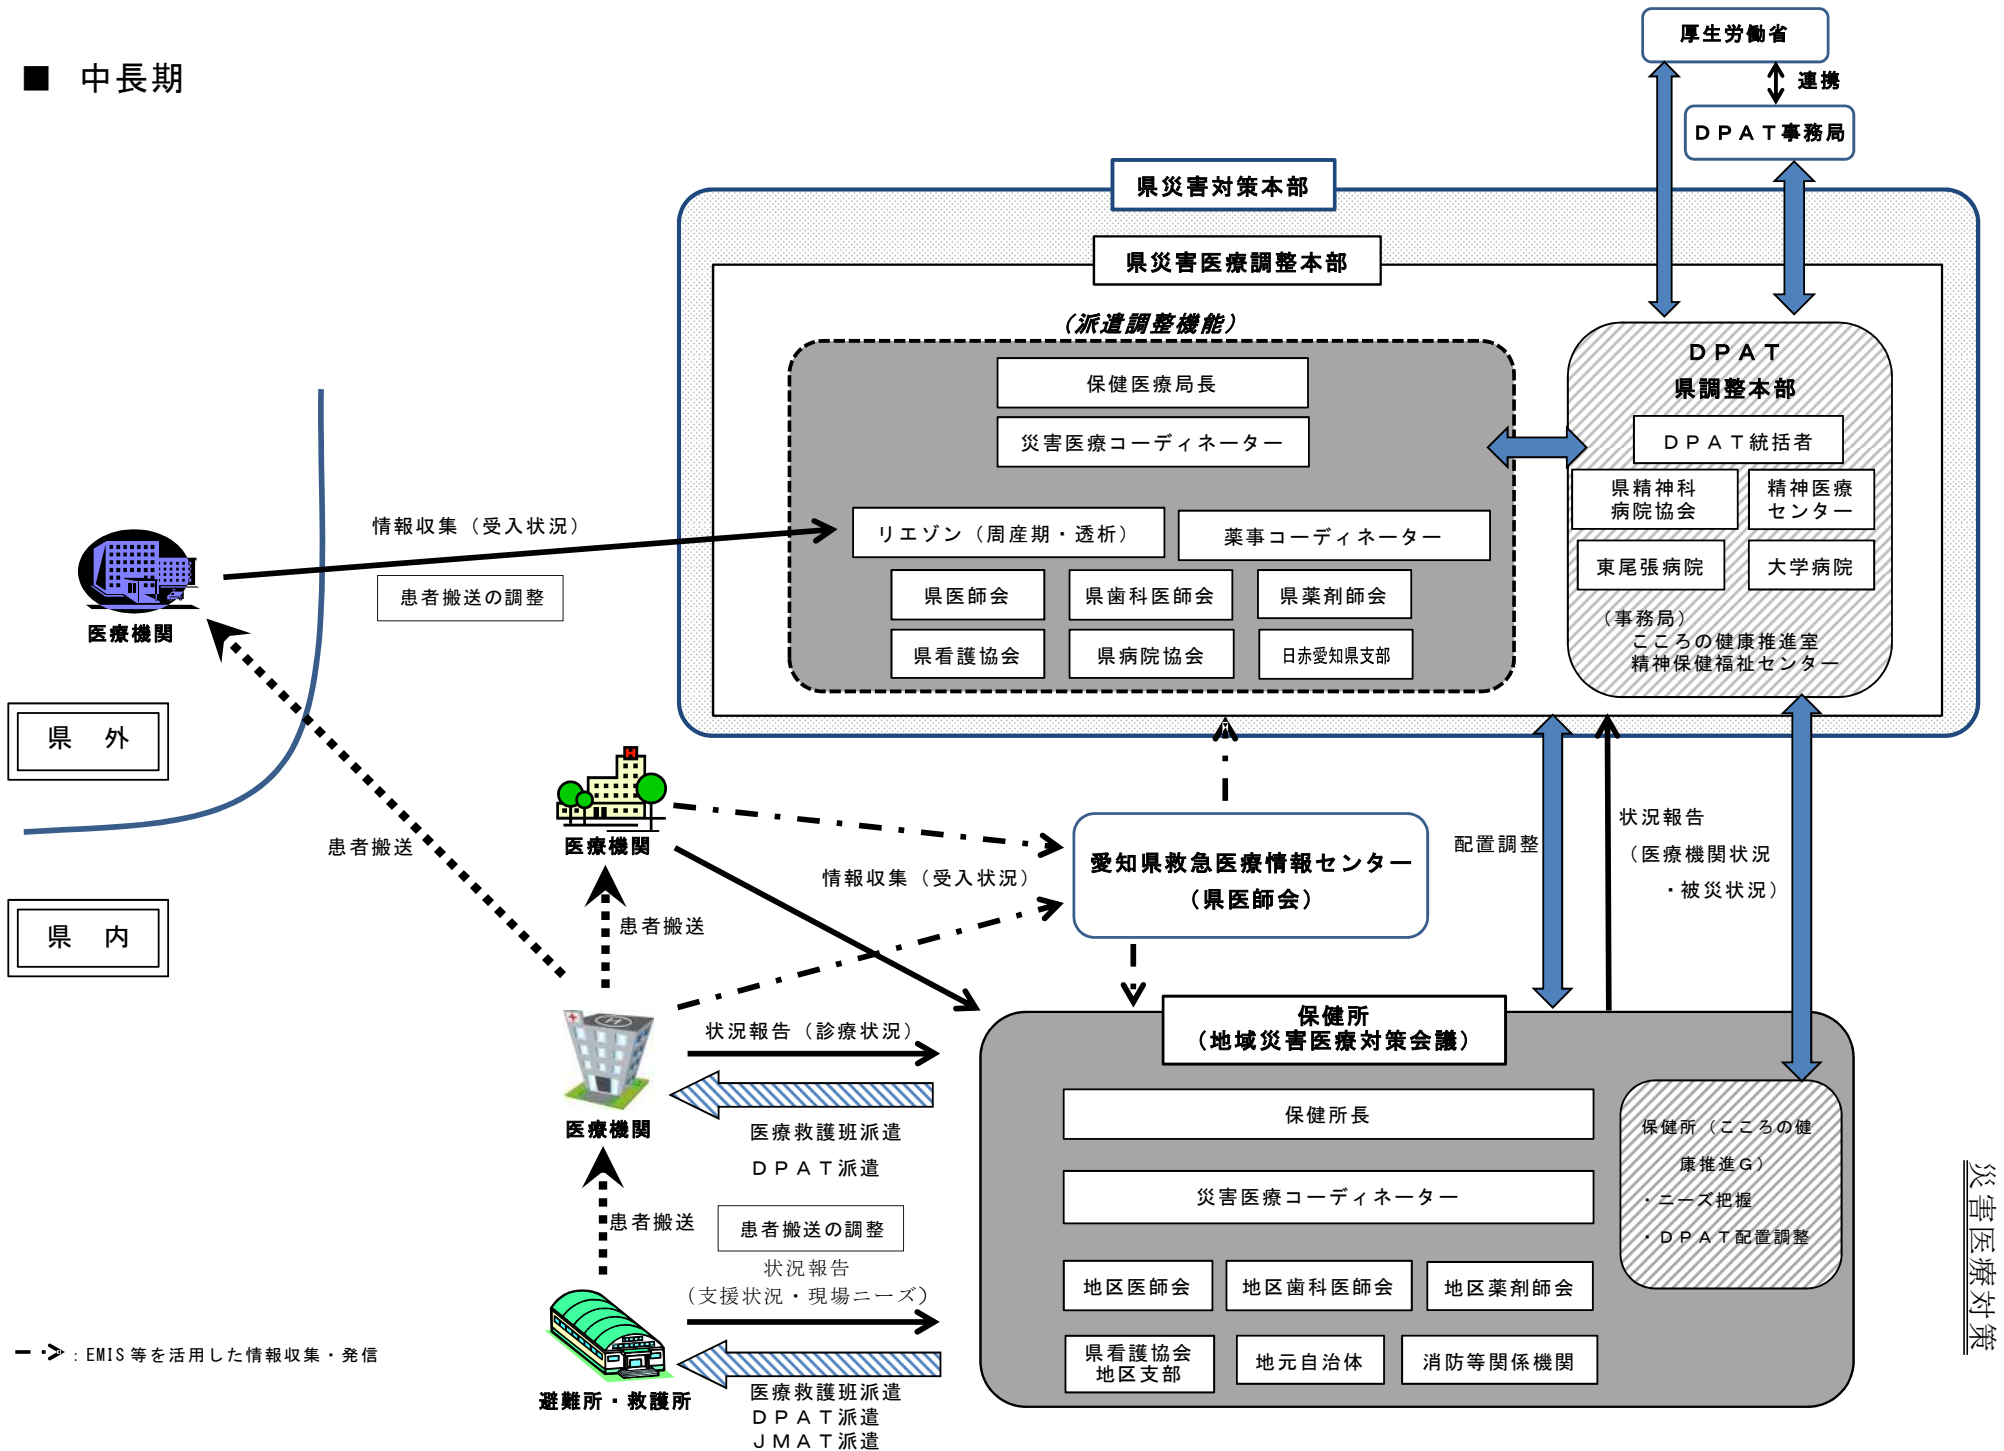 ■ 中長期
厚生労働省
連携
ＤＰＡＴ事務局
県災害対策本部
県災害医療調整本部
（派遣調整機能）
保健医療局長
災害医療コーディネーター
リエゾン（周産期・透析）
薬事コーディネーター
県医師会
県歯科医師会
県薬剤師会
県看護協会
県病院協会
日赤愛知県支部
ＤＰＡＴ
県調整本部
ＤＰＡＴ統括者
県精神科
病院協会
精神医療
センター
東尾張病院
大学病院
（事務局）
こころの健康推進室
精神保健福祉センター
情報収集（受入状況）
患者搬送の調整
医療機関
県　外
県　内
患者搬送
H
医療機関
患者搬送
情報収集（受入状況）
愛知県救急医療情報センター
（県医師会）
配置調整
状況報告
（医療機関状況
・被災状況）
H
医療機関
状況報告（診療状況）
医療救護班派遣
ＤＰＡＴ派遣
患者搬送
患者搬送の調整
状況報告
（支援状況・現場ニーズ）
医療救護班派遣
ＤＰＡＴ派遣
ＪＭＡＴ派遣
避難所・救護所
保健所
（地域災害医療対策会議）
保健所長
災害医療コーディネーター
地区医師会
地区歯科医師会
地区薬剤師会
県看護協会
地区支部
地元自治体
消防等関係機関
保健所（こころの健
康推進Ｇ）
・ニーズ把握
・ＤＰＡＴ配置調整
：EMIS 等を活用した情報収集・発信
災害医療対策